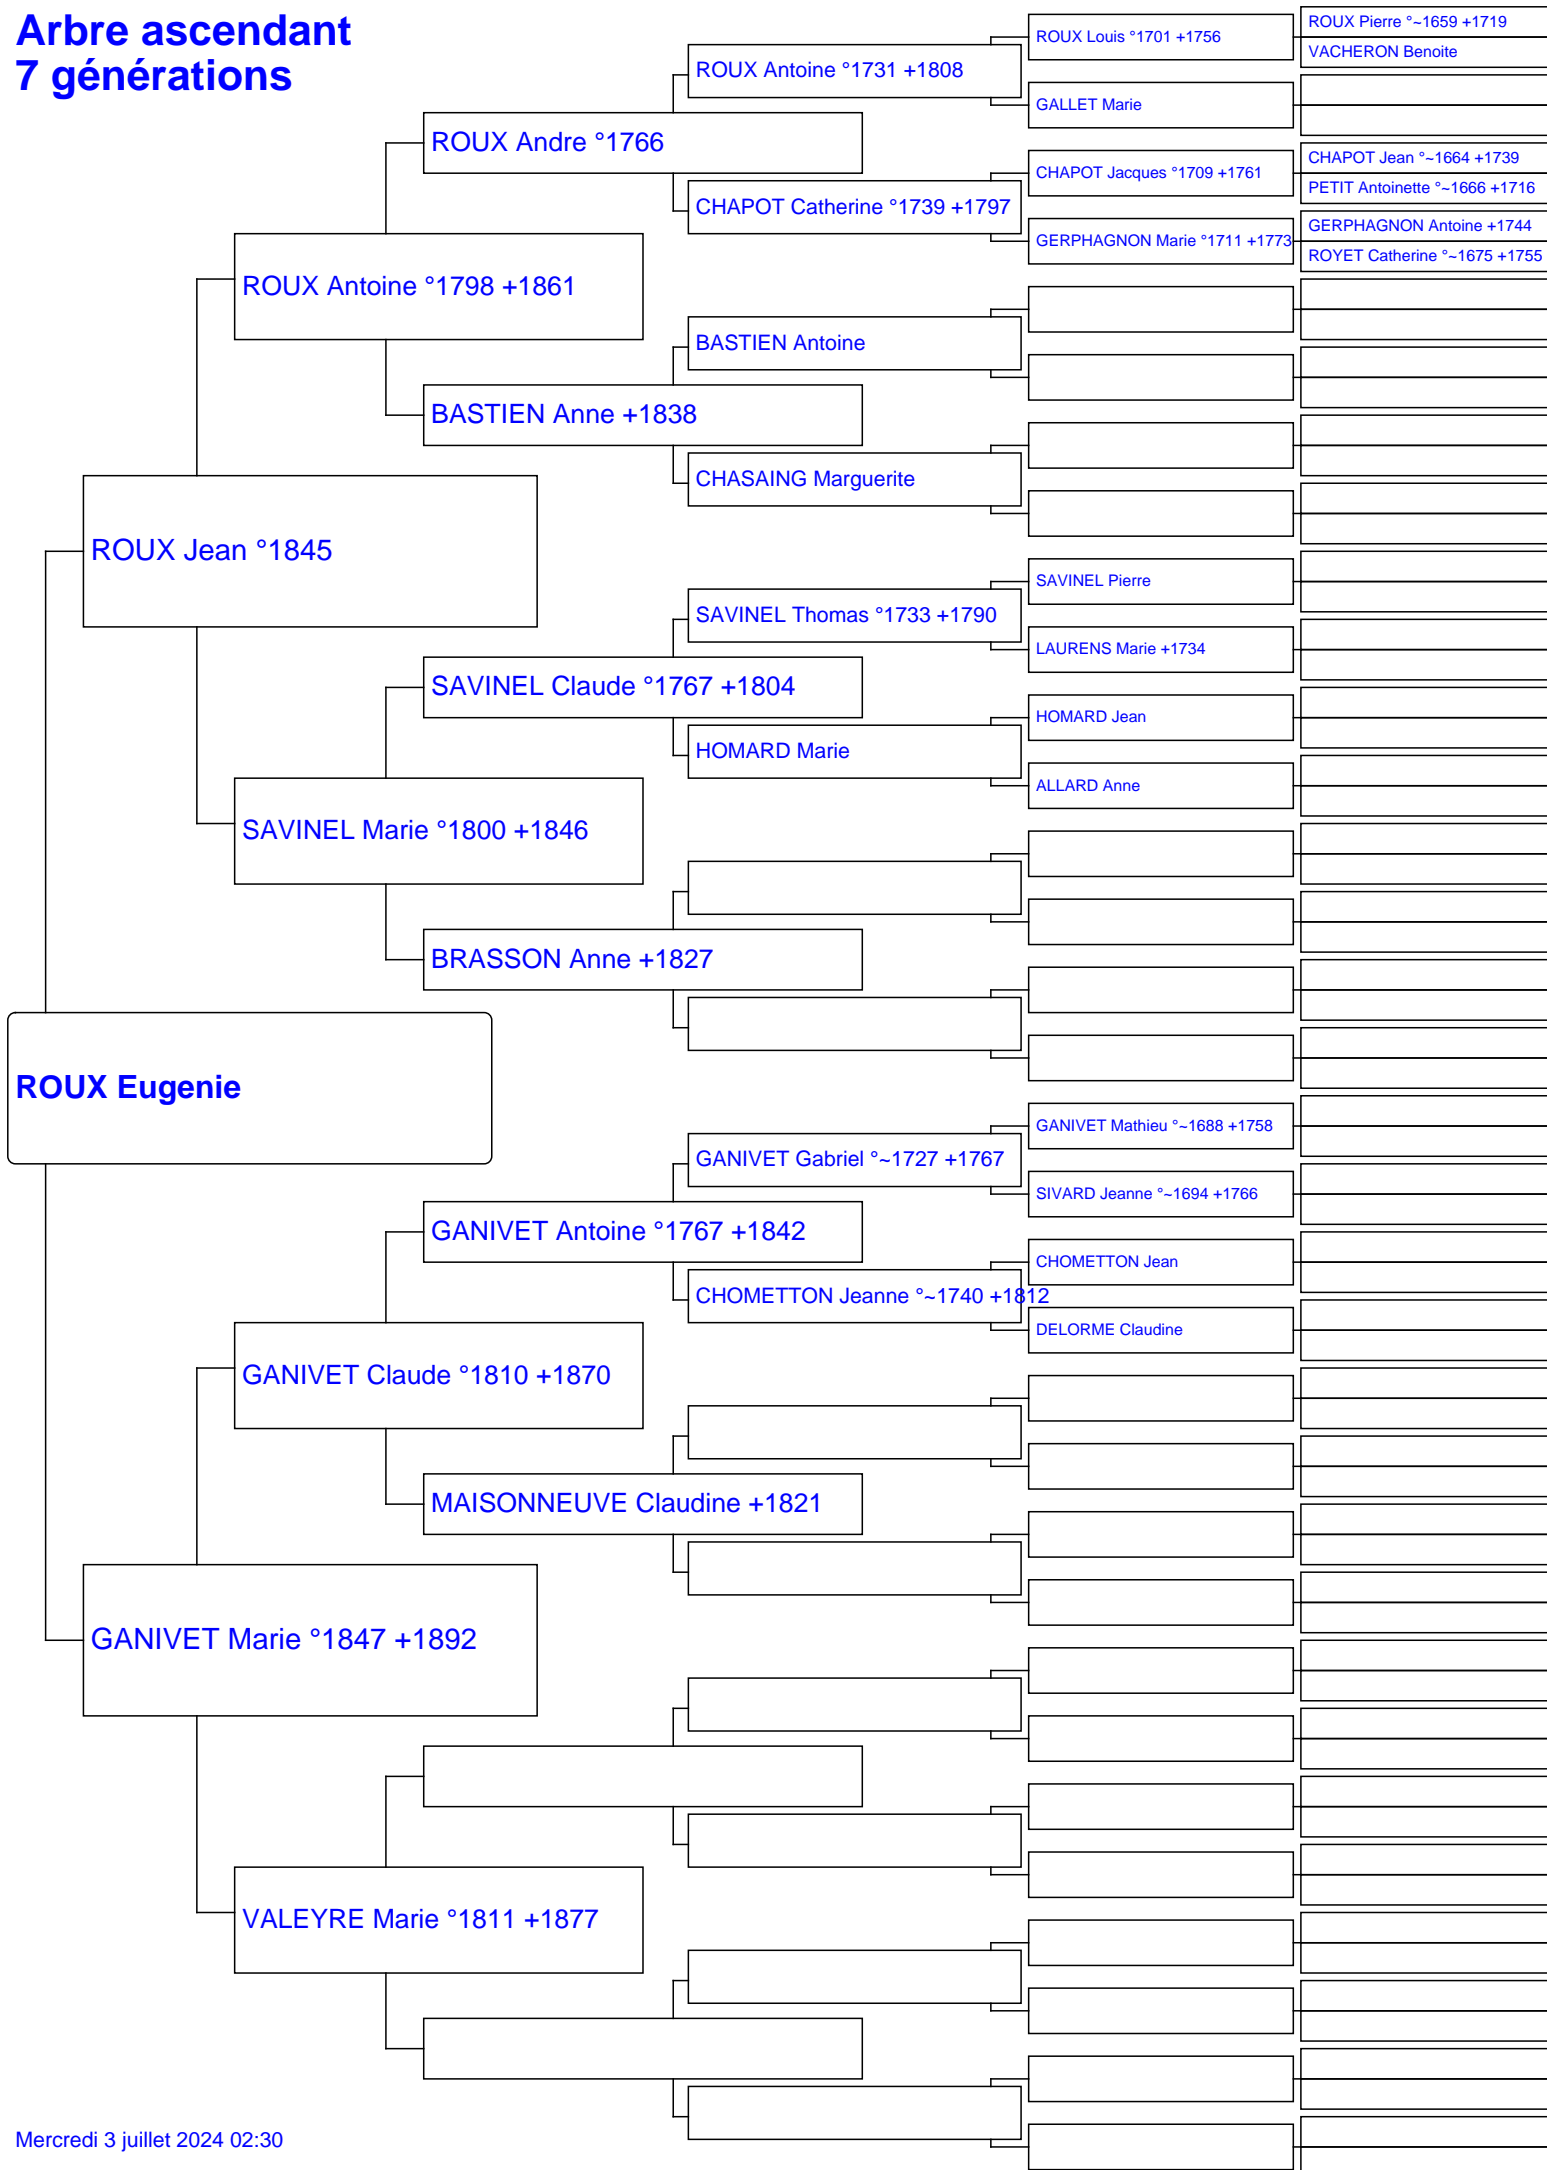 Arbre ascendant
7 générations
ROUX Eugenie
ROUX Jean °1845
GANIVET Marie °1847 +1892
ROUX Antoine °1798 +1861
SAVINEL Marie °1800 +1846
GANIVET Claude °1810 +1870
VALEYRE Marie °1811 +1877
ROUX Andre °1766
BASTIEN Anne +1838
SAVINEL Claude °1767 +1804
BRASSON Anne +1827
GANIVET Antoine °1767 +1842
MAISONNEUVE Claudine +1821
ROUX Antoine °1731 +1808
CHAPOT Catherine °1739 +1797
BASTIEN Antoine
CHASAING Marguerite
SAVINEL Thomas °1733 +1790
HOMARD Marie
GANIVET Gabriel °~1727 +1767
CHOMETTON Jeanne °~1740 +1812
ROUX Louis °1701 +1756
GALLET Marie
CHAPOT Jacques °1709 +1761
GERPHAGNON Marie °1711 +1773
SAVINEL Pierre
LAURENS Marie +1734
HOMARD Jean
ALLARD Anne
GANIVET Mathieu °~1688 +1758
SIVARD Jeanne °~1694 +1766
CHOMETTON Jean
DELORME Claudine
ROUX Pierre °~1659 +1719
VACHERON Benoite
CHAPOT Jean °~1664 +1739
PETIT Antoinette °~1666 +1716
GERPHAGNON Antoine +1744
ROYET Catherine °~1675 +1755
Mercredi 3 juillet 2024 02:30